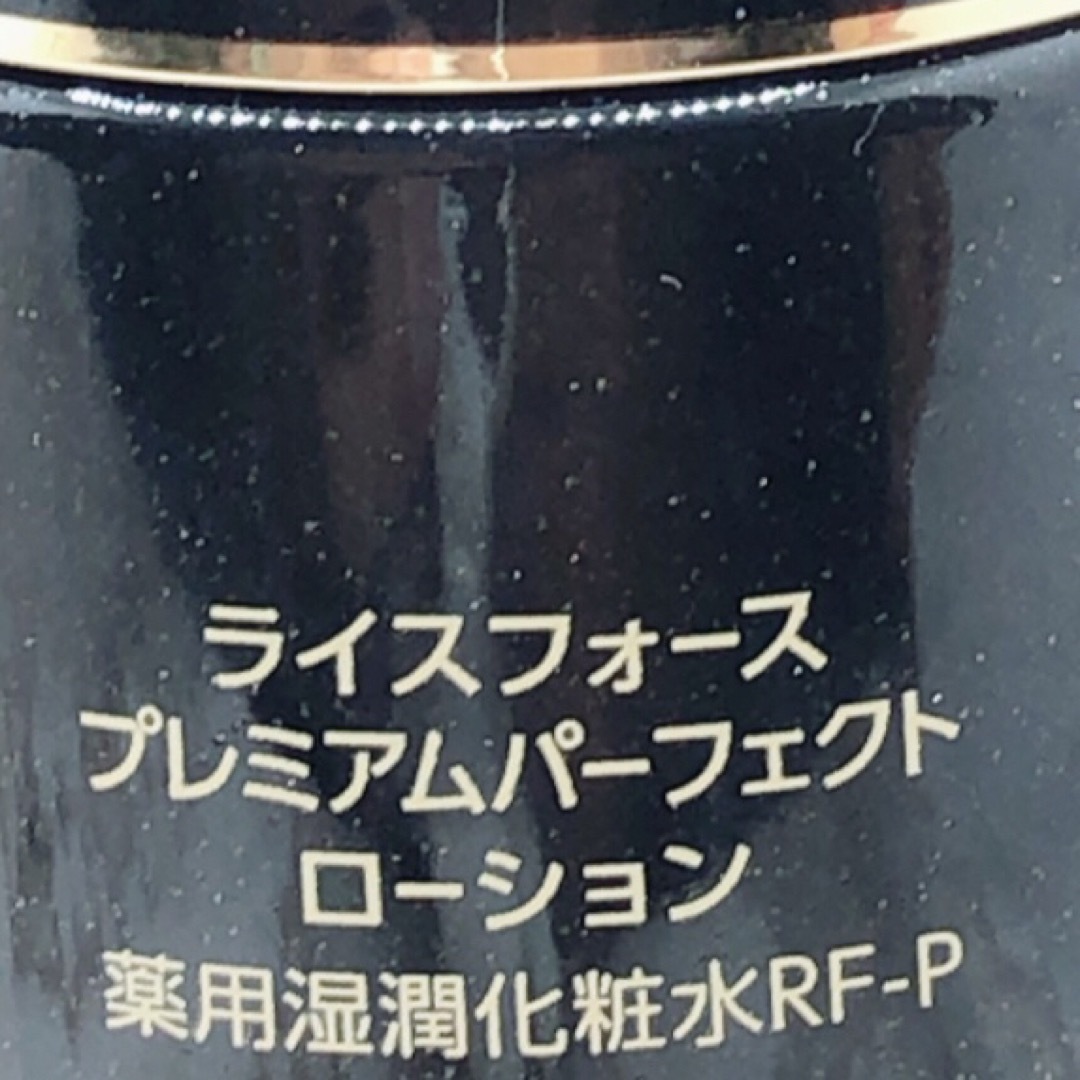 ライスフォース
プレミアムパーフェクト
ローション
薬用湿潤化粧水RF-P